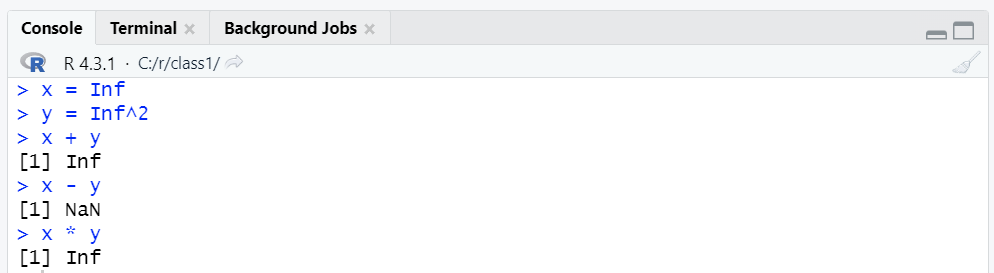 Console Terminal Background Jobs
R R 4.3.1 · C:/r/class1/
> x = Inf
> y = Inf^2
> x + y
[1] Inf
> x - y
[1] NaN
> x * y
[1] Inf